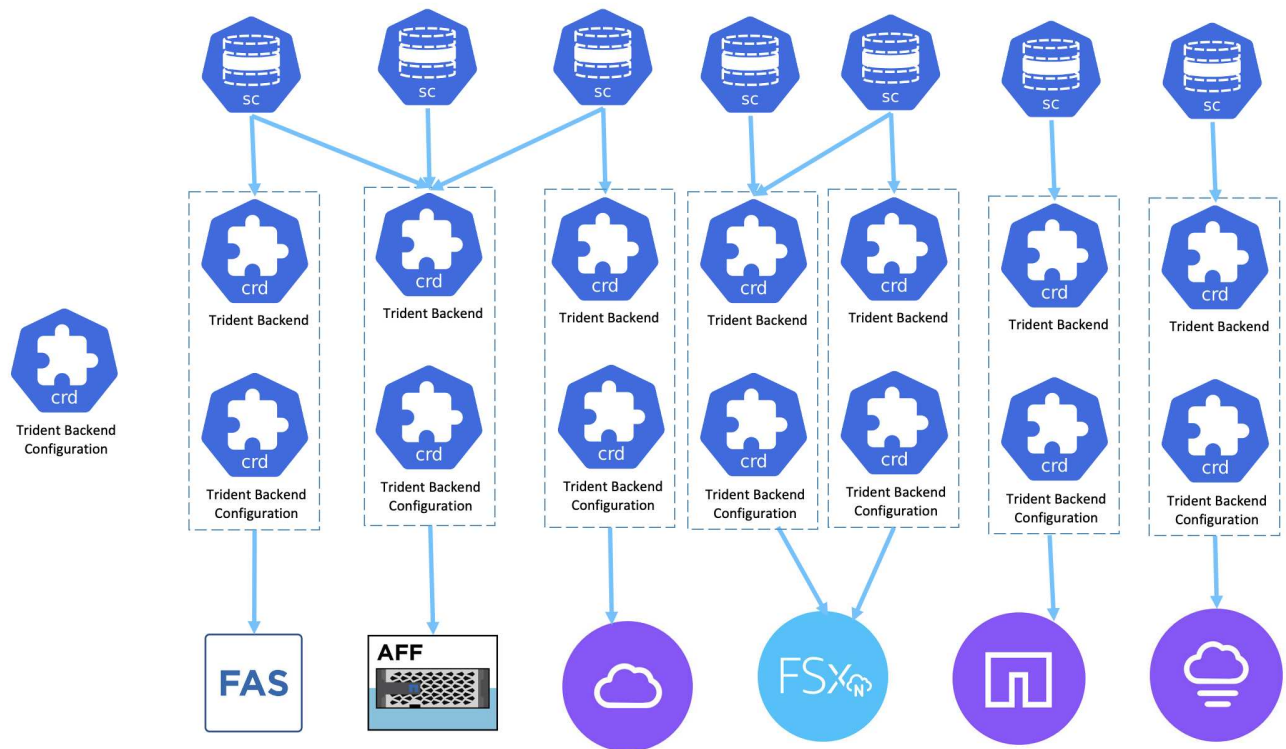 sc
sc
sc
sc
sc
sc
sc
crd
Trident Backend
crd
Trident Backend
crd
Trident Backend
crd
Trident Backend
crd
Trident Backend
crd
Trident Backend
crd
Trident Backend
crd
Trident Backend
Configuration
crd
Trident Backend
Configuration
crd
Trident Backend
Configuration
crd
Trident Backend
Configuration
crd
Trident Backend
Configuration
crd
Trident Backend
Configuration
crd
Trident Backend
Configuration
crd
Trident Backend
Configuration
FAS
AFF
FSx
N